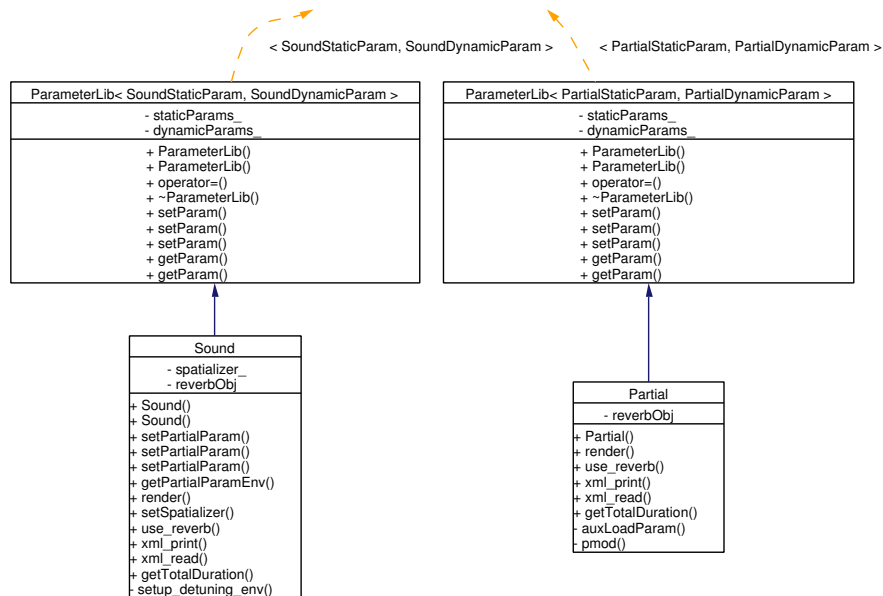 < SoundStaticParam, SoundDynamicParam >
< PartialStaticParam, PartialDynamicParam >
ParameterLib< SoundStaticParam, SoundDynamicParam >
- staticParams_
- dynamicParams_
+ ParameterLib()
+ ParameterLib()
+ operator=()
+ ~ParameterLib()
+ setParam()
+ setParam()
+ setParam()
+ getParam()
+ getParam()
ParameterLib< PartialStaticParam, PartialDynamicParam >
- staticParams_
- dynamicParams_
+ ParameterLib()
+ ParameterLib()
+ operator=()
+ ~ParameterLib()
+ setParam()
+ setParam()
+ setParam()
+ getParam()
+ getParam()
Sound
- spatializer_
- reverbObj
+ Sound()
+ Sound()
+ setPartialParam()
+ setPartialParam()
+ setPartialParam()
+ getPartialParamEnv()
+ render()
+ setSpatializer()
+ use_reverb()
+ xml_print()
+ xml_read()
+ getTotalDuration()
- setup_detuning_env()
Partial
- reverbObj
+ Partial()
+ render()
+ use_reverb()
+ xml_print()
+ xml_read()
+ getTotalDuration()
- auxLoadParam()
- pmod()